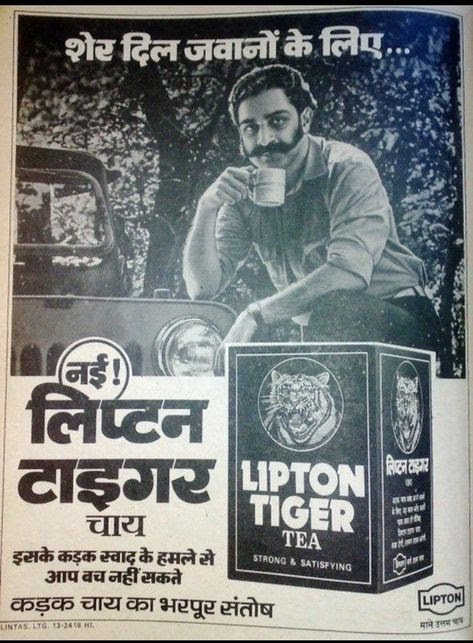 शेर दिल जवानों के लिए...
नई!
लिप्टन
टाइगर
चाय
इसके कड़क स्वाद के हमले से
आप बच नहीं सकते
कड़क चाय का भरपूर संतोष
LIPTON
TIGER
TEA
STRONG & SATISFYING
लिप्टन टाइगर
चाय
LIPTON
माने उत्तम चाय
LINTAS. LTG. 13-2418 HI.